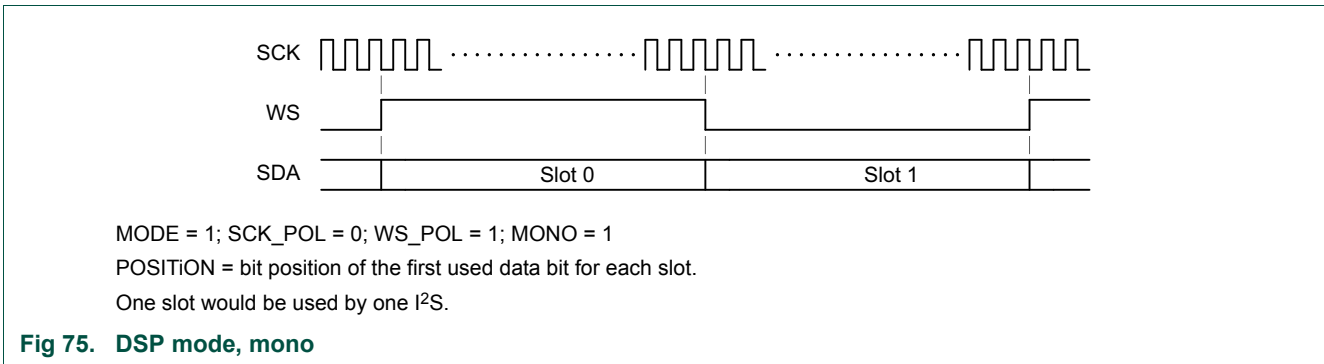 SCK
WS
SDA Slot 0 Slot 1
MODE = 1; SCK_POL = 0; WS_POL = 1; MONO = 1
POSITiON = bit position of the first used data bit for each slot.
One slot would be used by one I²S.
Fig 75. DSP mode, mono